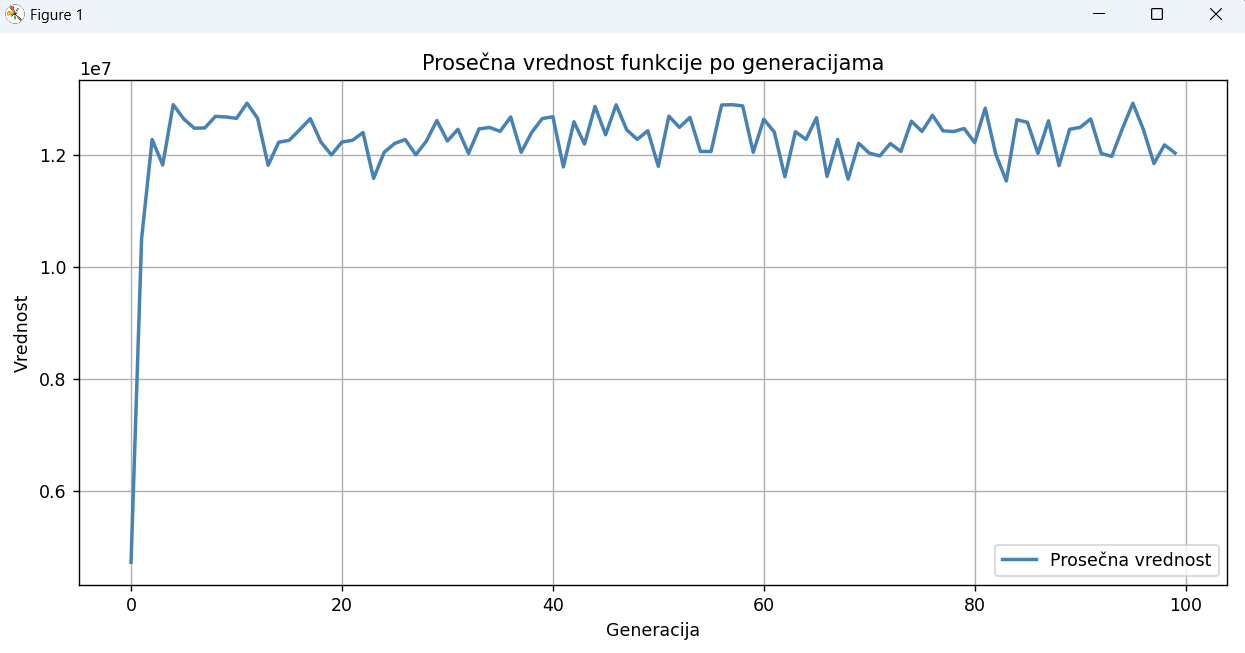 Figure 1
Prosečna vrednost funkcije po generacijama
1e7
1.2
1.0
0.8
0.6
Vrednost
Prosečna vrednost
0 20 40 60 80 100
Generacija